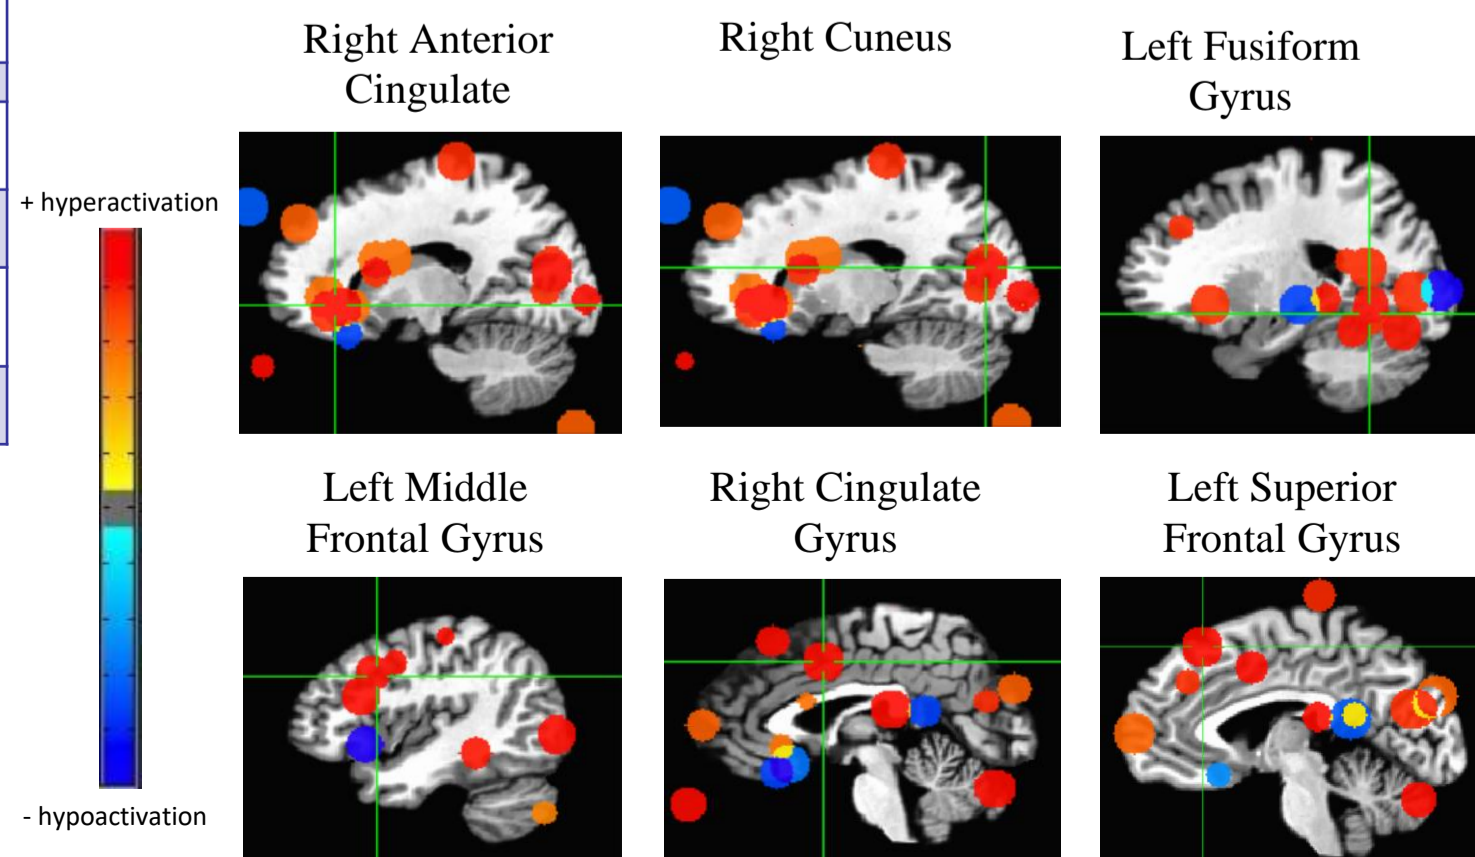 Right Anterior
Cingulate
Right Cuneus
Left Fusiform
Gyrus
+ hyperactivation
- hypoactivation
Left Middle
Frontal Gyrus
Right Cingulate
Gyrus
Left Superior
Frontal Gyrus